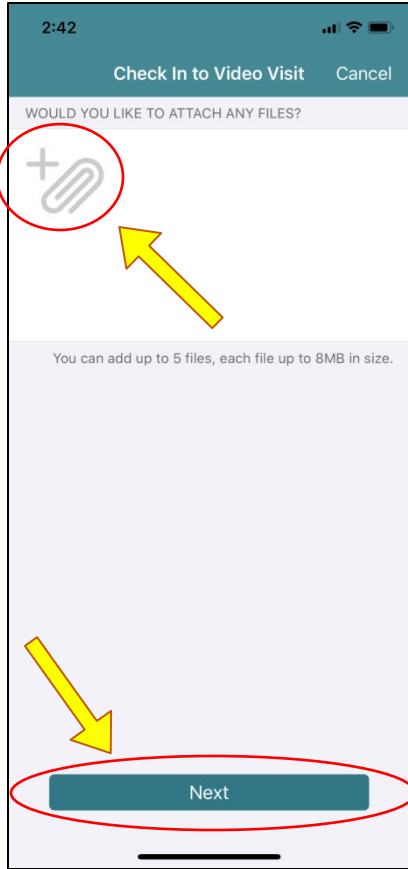 2:42
Check In to Video Visit Cancel
WOULD YOU LIKE TO ATTACH ANY FILES?
You can add up to 5 files, each file up to 8MB in size.
Next